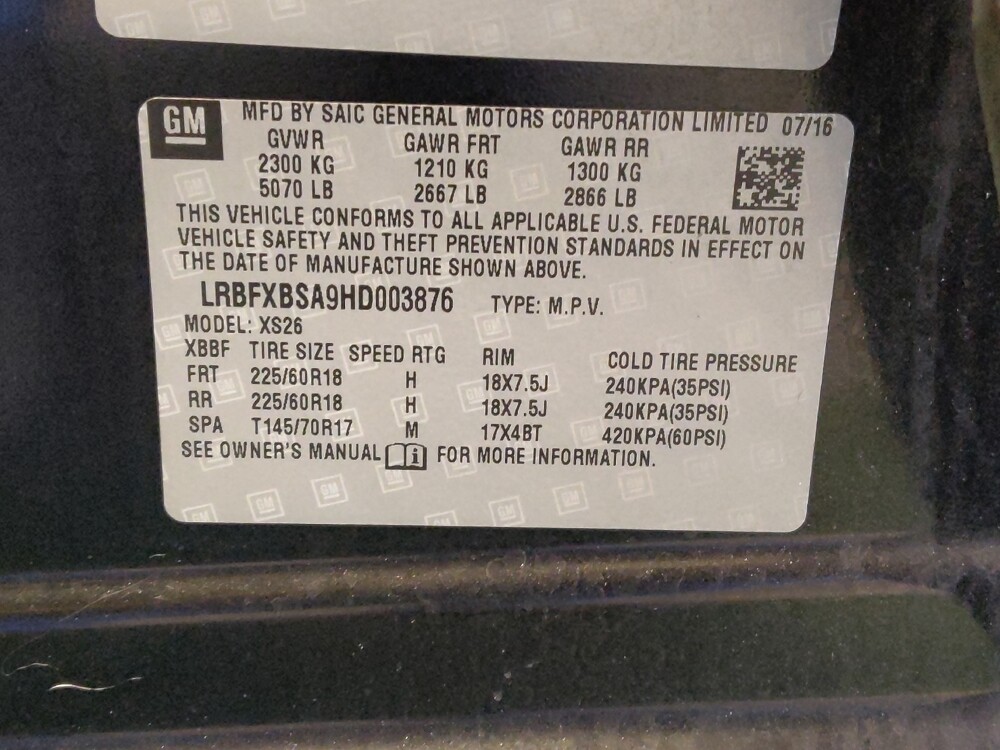 GM
MFD BY SAIC GENERAL MOTORS CORPORATION LIMITED 07/16
GVWR GAWR FRT GAWR RR
2300 KG 1210 KG 1300 KG
5070 LB 2667 LB 2866 LB
THIS VEHICLE CONFORMS TO ALL APPLICABLE U.S. FEDERAL MOTOR
VEHICLE SAFETY AND THEFT PREVENTION STANDARDS IN EFFECT ON
THE DATE OF MANUFACTURE SHOWN ABOVE.
LRBFXBSA9HD003876 TYPE: M.P.V.
MODEL: XS26
XBBF TIRE SIZE SPEED RTG RIM COLD TIRE PRESSURE
FRT 225/60R18 H 18X7.5J 240KPA(35PSI)
RR 225/60R18 H 18X7.5J 240KPA(35PSI)
SPA T145/70R17 M 17X4BT 420KPA(60PSI)
SEE OWNER'S MANUAL i FOR MORE INFORMATION.